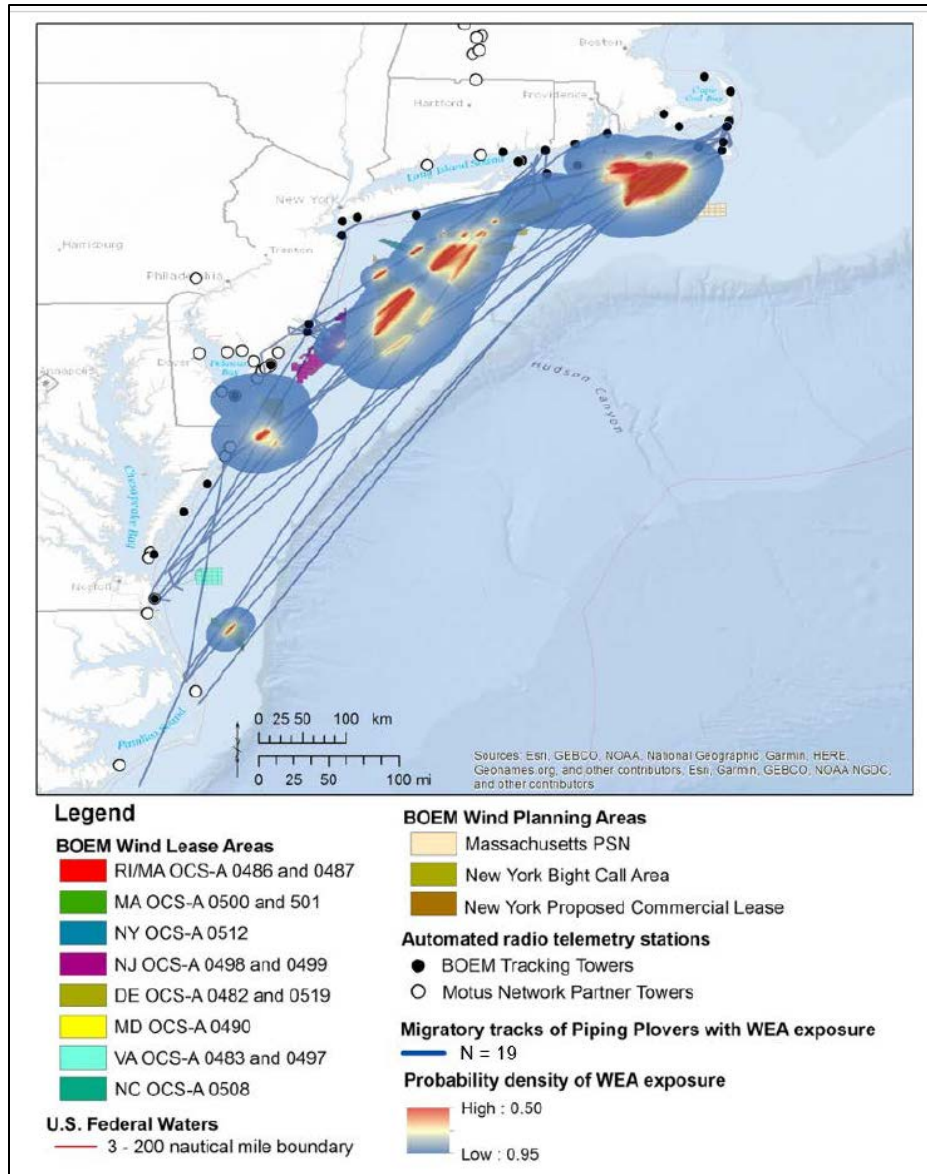 Boston
Cape
Cod Bay
Hartford
Providence
Long Island Sound
New York
Harrisburg
Trenton
Philadelphia
Dover
Delaware
Bay
Annapolis
Hudson Canyon
Chesapeake Bay
Norfolk
Pamlico Sound
0 25 50 100 km
0 25 50 100 mi
Sources: Esri, GEBCO, NOAA, National Geographic, Garmin, HERE,
Geonames.org, and other contributors, Esri, Garmin, GEBCO, NOAA NGDC,
and other contributors
Legend
BOEM Wind Lease Areas
RI/MA OCS-A 0486 and 0487
MA OCS-A 0500 and 501
NY OCS-A 0512
NJ OCS-A 0498 and 0499
DE OCS-A 0482 and 0519
MD OCS-A 0490
VA OCS-A 0483 and 0497
NC OCS-A 0508
U.S. Federal Waters
3 - 200 nautical mile boundary
BOEM Wind Planning Areas
Massachusetts PSN
New York Bight Call Area
New York Proposed Commercial Lease
Automated radio telemetry stations
BOEM Tracking Towers
Motus Network Partner Towers
Migratory tracks of Piping Plovers with WEA exposure
N = 19
Probability density of WEA exposure
High : 0.50
Low : 0.95